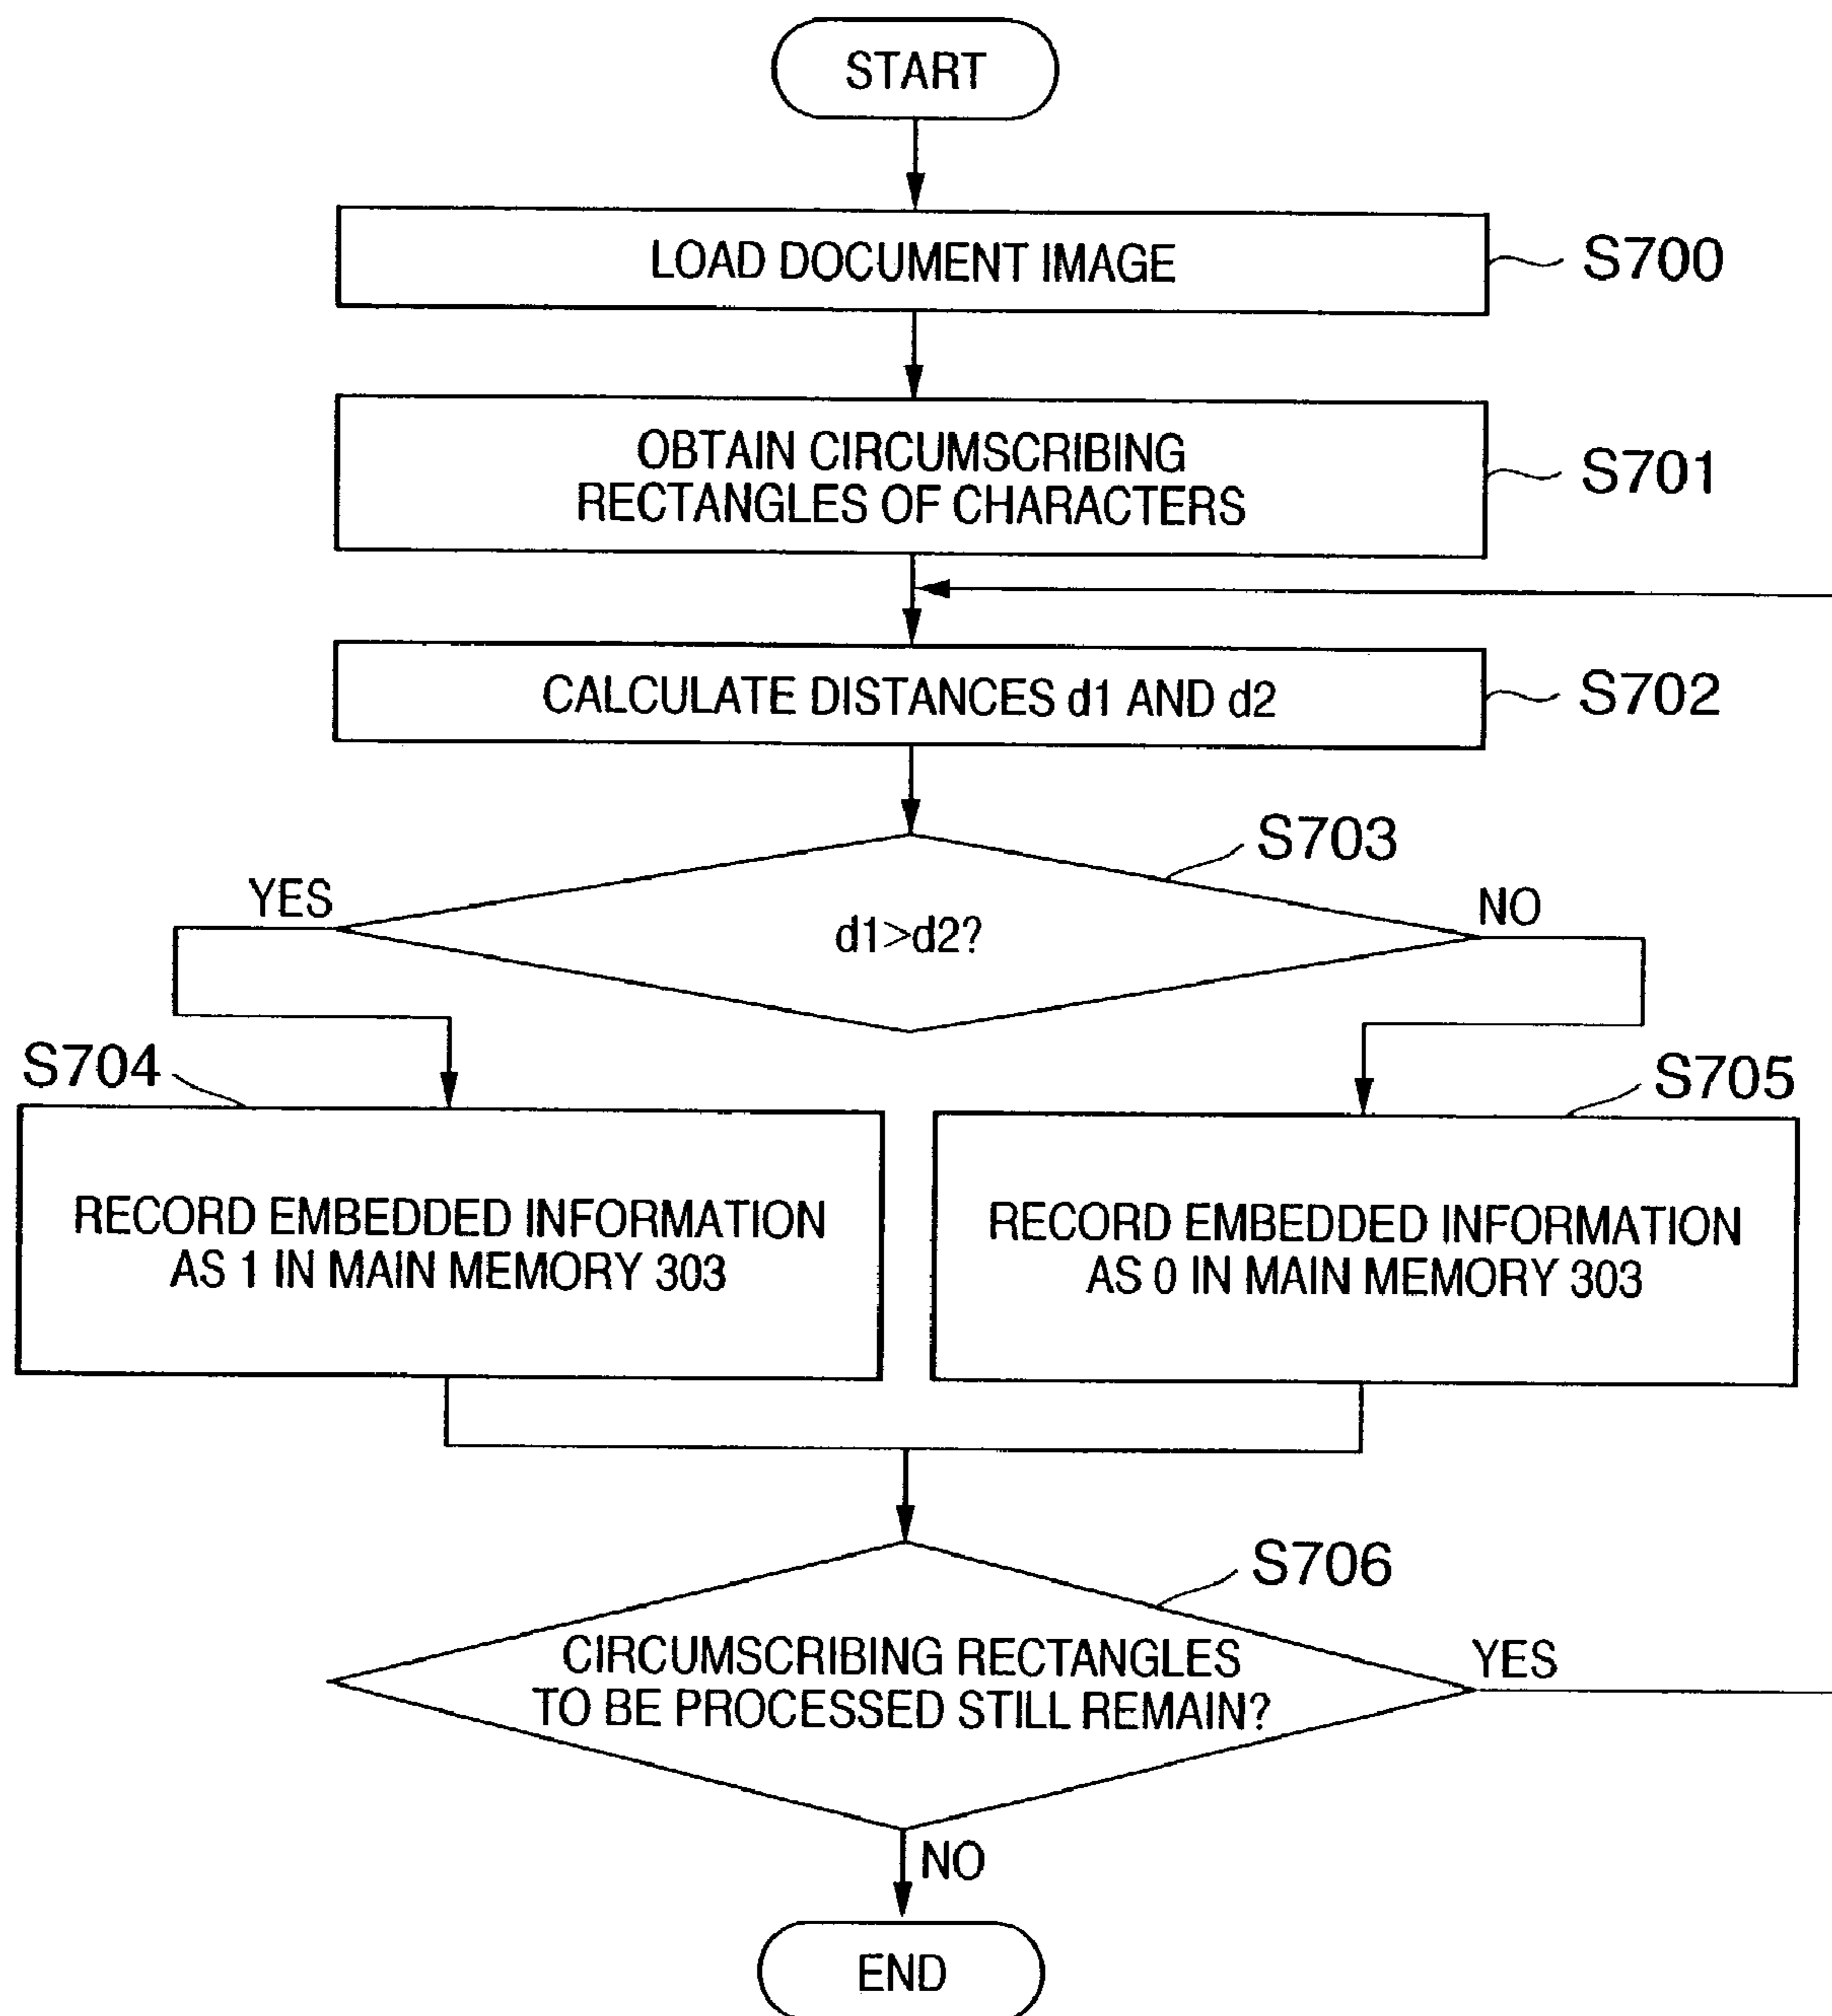 START
LOAD DOCUMENT IMAGE
S700
OBTAIN CIRCUMSCRIBING
RECTANGLES OF CHARACTERS
S701
CALCULATE DISTANCES d1 AND d2
S702
S703
YES
d1>d2?
NO
S704
S705
RECORD EMBEDDED INFORMATION
AS 1 IN MAIN MEMORY 303
RECORD EMBEDDED INFORMATION
AS 0 IN MAIN MEMORY 303
S706
CIRCUMSCRIBING RECTANGLES
TO BE PROCESSED STILL REMAIN?
YES
NO
END